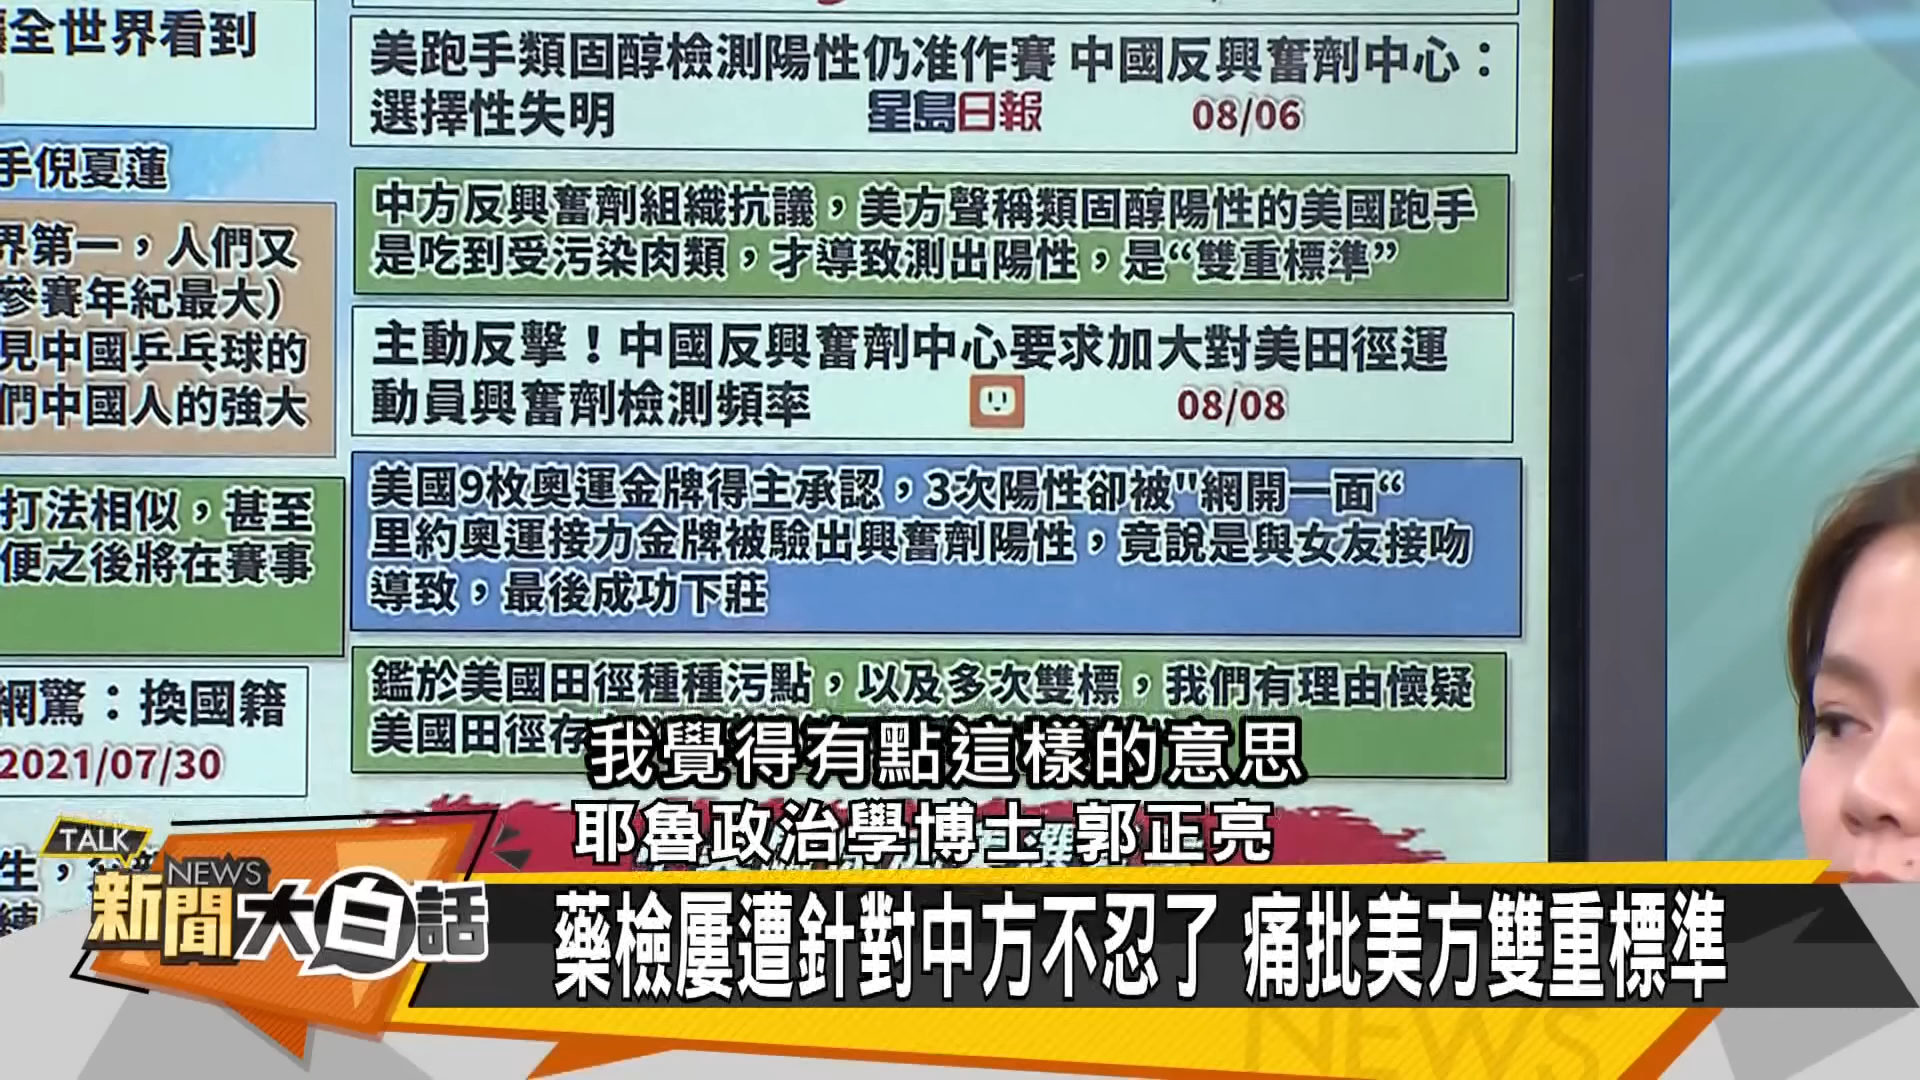 全世界看到
手倪夏蓮
界第一，人們又
參賽年紀最大）
見中國乒乓球的
們中國人的強大
打法相似，甚至
便之後將在賽事
網驚：換國籍
2021/07/30
生，
練
美跑手類固醇檢測陽性仍准作賽 中國反興奮劑中心：
選擇性失明 星島日報 08/06
中方反興奮劑組織抗議，美方聲稱類固醇陽性的美國跑手
是吃到受污染肉類，才導致測出陽性，是“雙重標準”
主動反擊！中國反興奮劑中心要求加大對美田徑運
動員興奮劑檢測頻率 08/08
美國9枚奧運金牌得主承認，3次陽性卻被"網開一面“
里約奧運接力金牌被驗出興奮劑陽性，竟說是與女友接吻
導致，最後成功下莊
鑑於美國田徑種種污點，以及多次雙標，我們有理由懷疑
美國田徑存
我覺得有點這樣的意思
耶魯政治學博士 郭正亮
TALK
NEWS
新聞大白話
藥檢屢遭針對中方不忍了 痛批美方雙重標準
NEWS